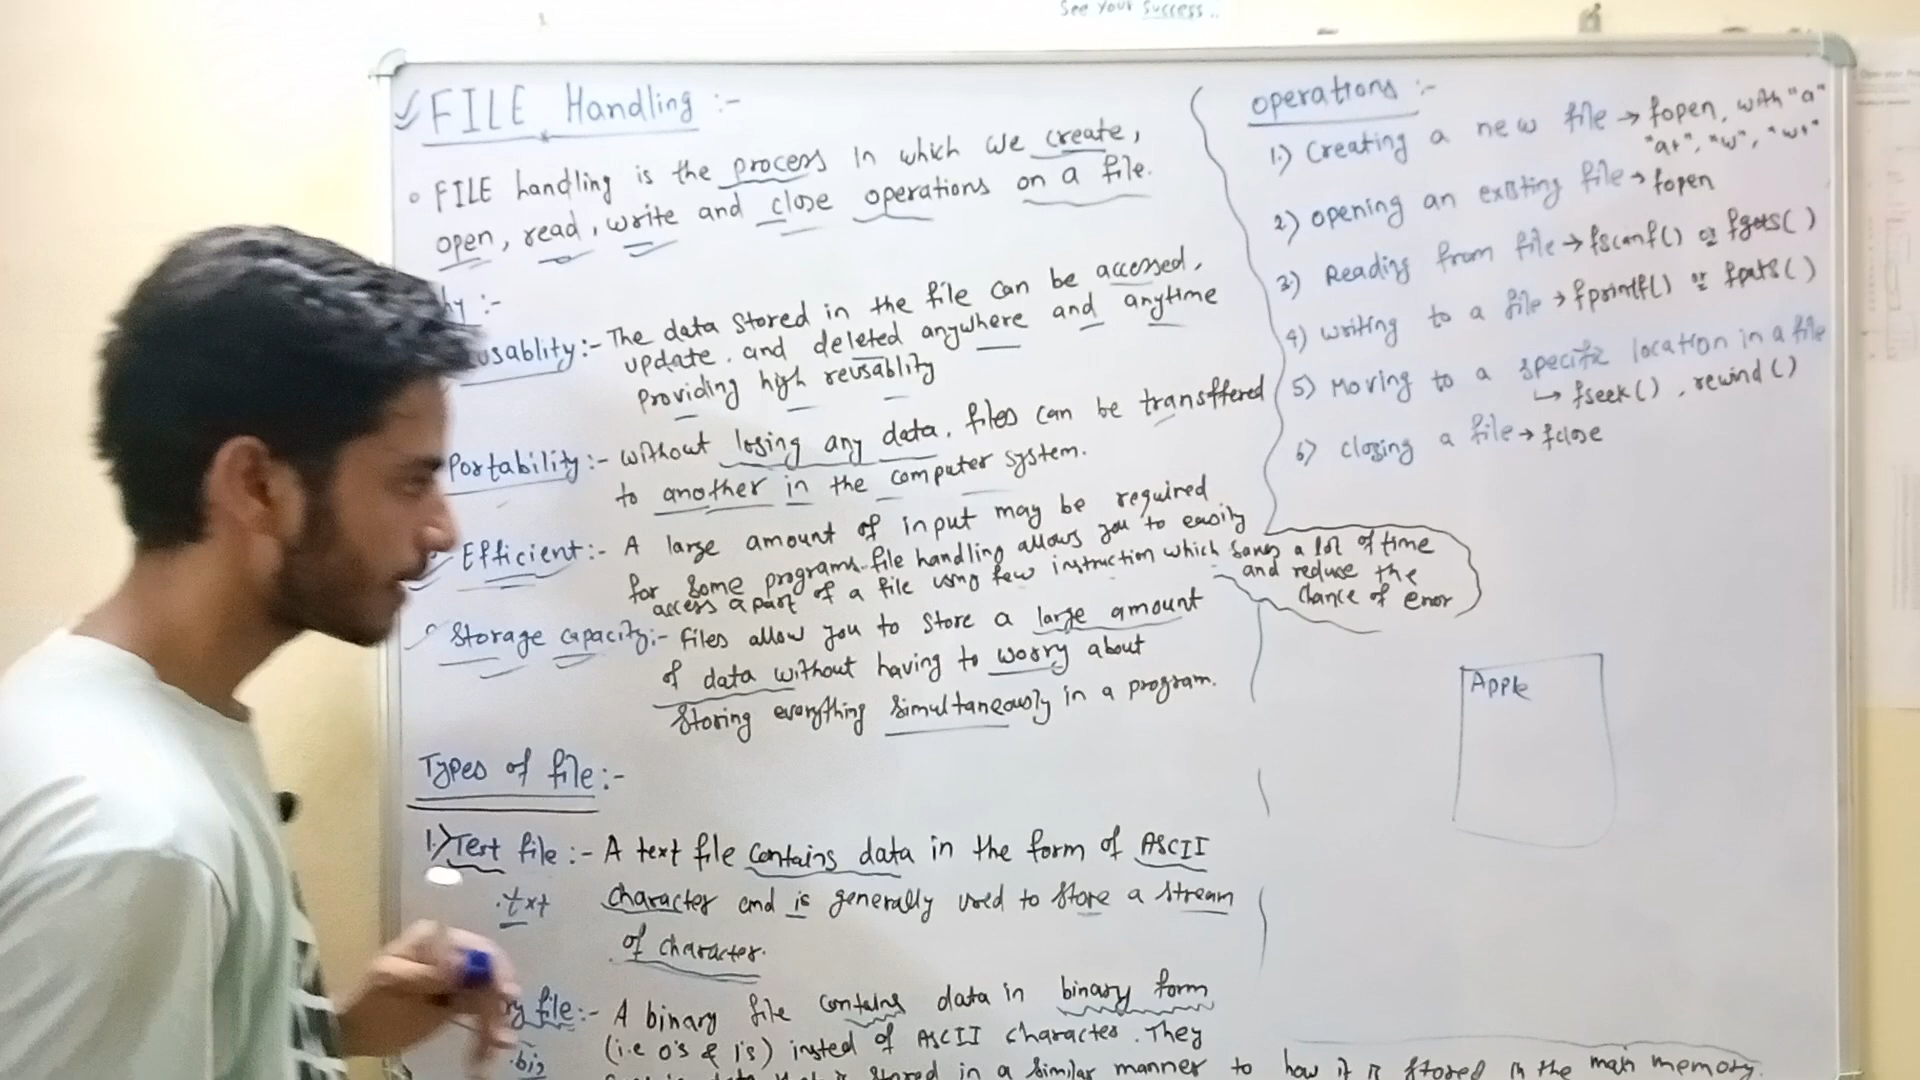 See Your Success..
FILE Handling :-
FILE handling is the process in which we create,
open, read, write and close operations on a file.
hy :-
usablity :- The data stored in the file can be accessed,
update, and deleted anywhere and anytime
Providing high reusablity
Portability :- without losing any data, files can be transffered
to another in the computer system.
Efficient :- A large amount of input may be required
for some programs. file handling allows you to easily
access a part of a file using few instruction which saves a lot of time
and reduce the
chance of error
Storage capacity :- files allow you to store a large amount
of data without having to worry about
storing everything simultaneously in a program.
Types of file :-
1.) Text file :- A text file contains data in the form of ASCII
.txt character and is generally used to store a stream
of character.
ry file :- A binary file contains data in binary form
(i.e 0's & 1's) insted of ASCII character. They
.bin
stored in a similar manner to how it is stored in the main memory.
operations :-
1.) Creating a new file → fopen, with "a"
"a+", "w", "w+"
2) opening an existing file → fopen
3) Reading from file → fscanf() or fgets()
4) writing to a file → fprintf() or fputs()
5) Moving to a specific location in a file
↳ fseek(), rewind()
6) closing a file → fclose
Apple